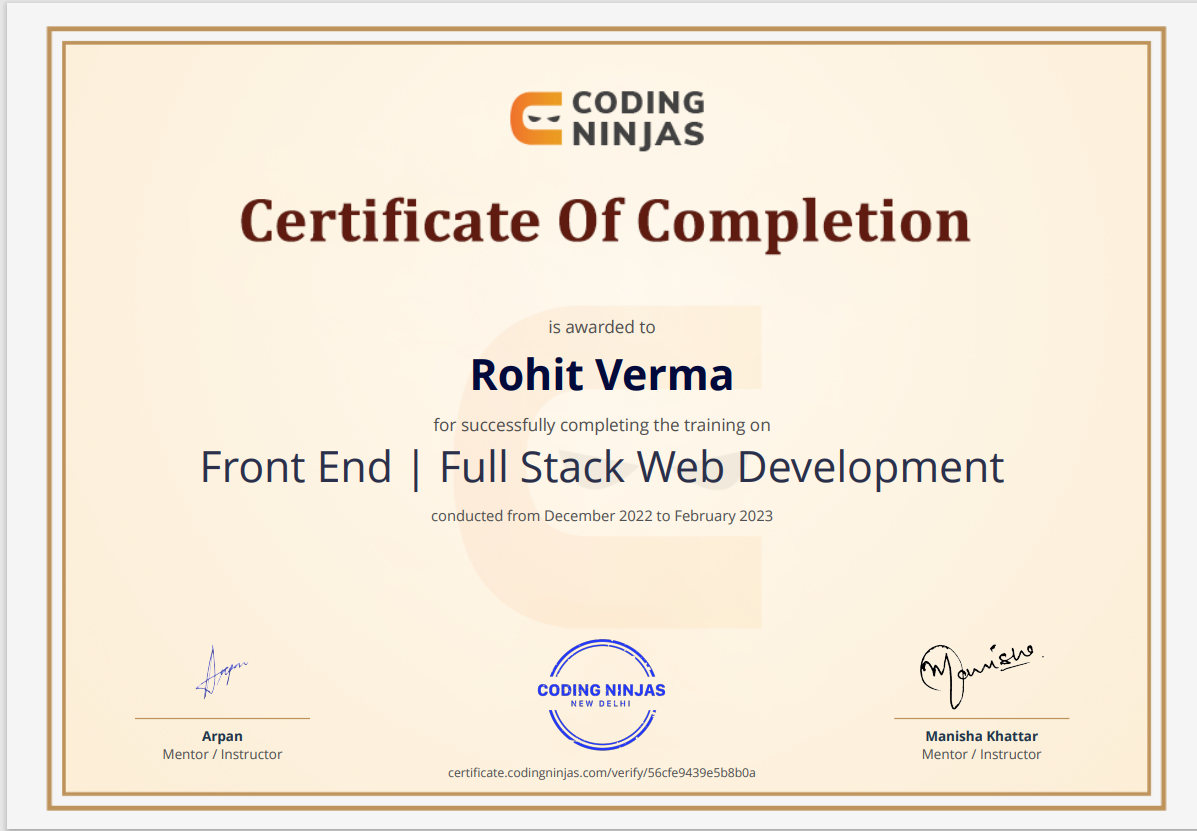 CODING
NINJAS
Certificate Of Completion
is awarded to
Rohit Verma
for successfully completing the training on
Front End | Full Stack Web Development
conducted from December 2022 to February 2023
Arpan
Manisha
CODING NINJAS
NEW DELHI
Arpan
Mentor / Instructor
Manisha Khattar
Mentor / Instructor
certificate.codingninjas.com/verify/56cfe9439e5b8b0a